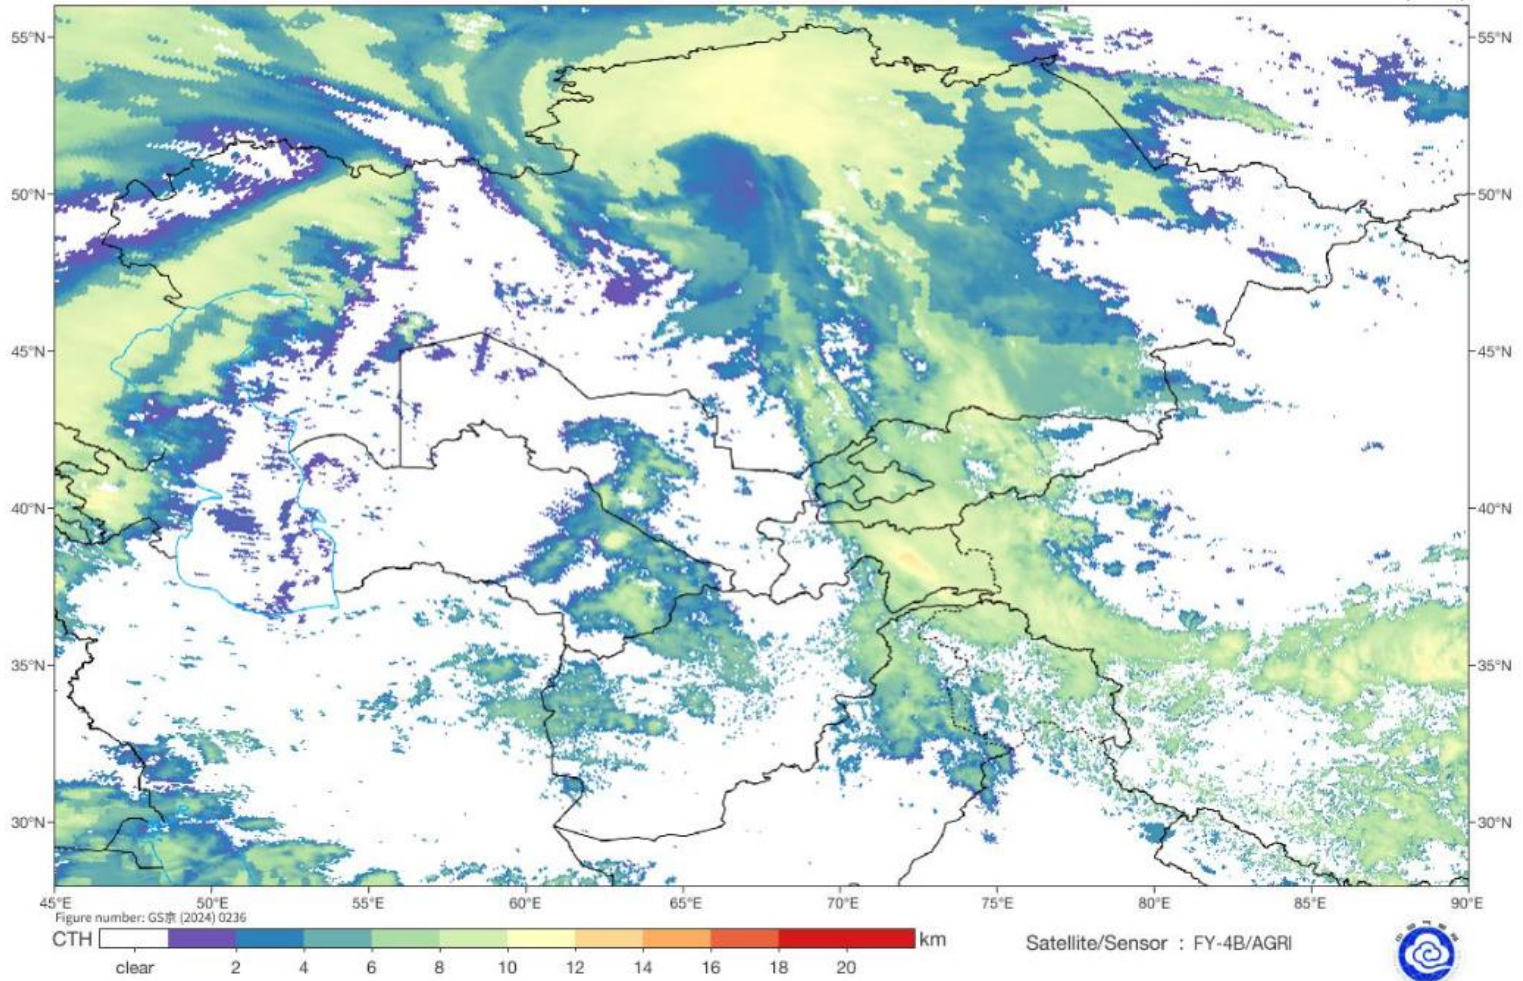 55°N 55°N
50°N 50°N
45°N 45°N
40°N 40°N
35°N 35°N
30°N 30°N
45°E 50°E 55°E 60°E 65°E 70°E 75°E 80°E 85°E 90°E
Figure number: GS京 (2024) 0236
CTH km
clear 2 4 6 8 10 12 14 16 18 20
Satellite/Sensor : FY-4B/AGRI